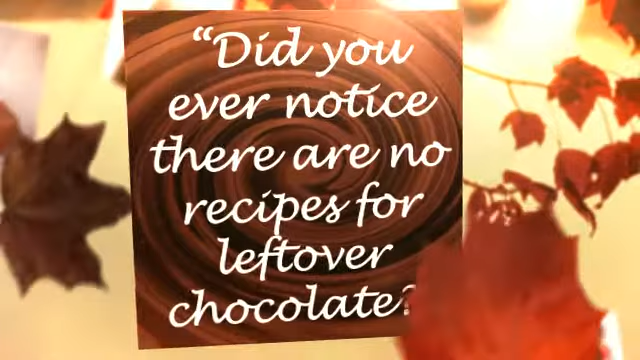 “Did you
ever notice
there are no
recipes for
leftover
chocolate?